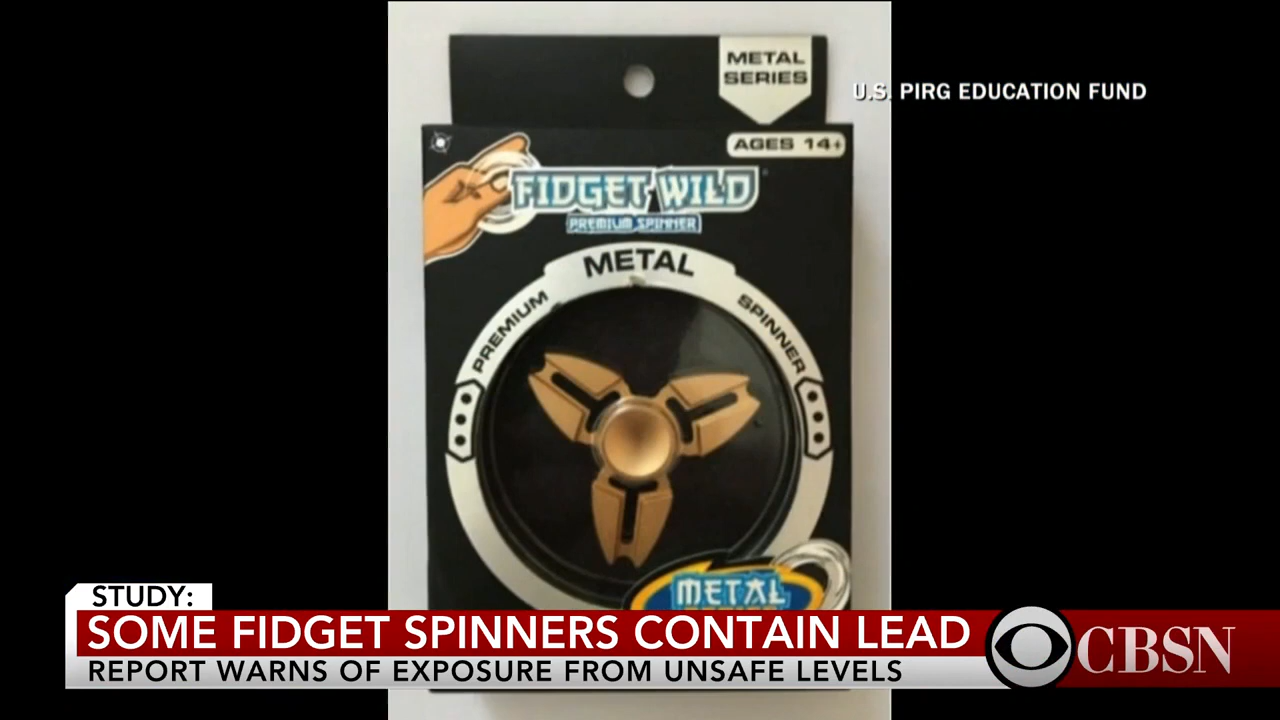 METAL
SERIES
U.S. PIRG EDUCATION FUND
AGES 14+
FIDGET WILD
PREMIUM SPINNER
METAL
PREMIUM
SPINNER
METAL
STUDY:
SOME FIDGET SPINNERS CONTAIN LEAD
REPORT WARNS OF EXPOSURE FROM UNSAFE LEVELS
CBSN